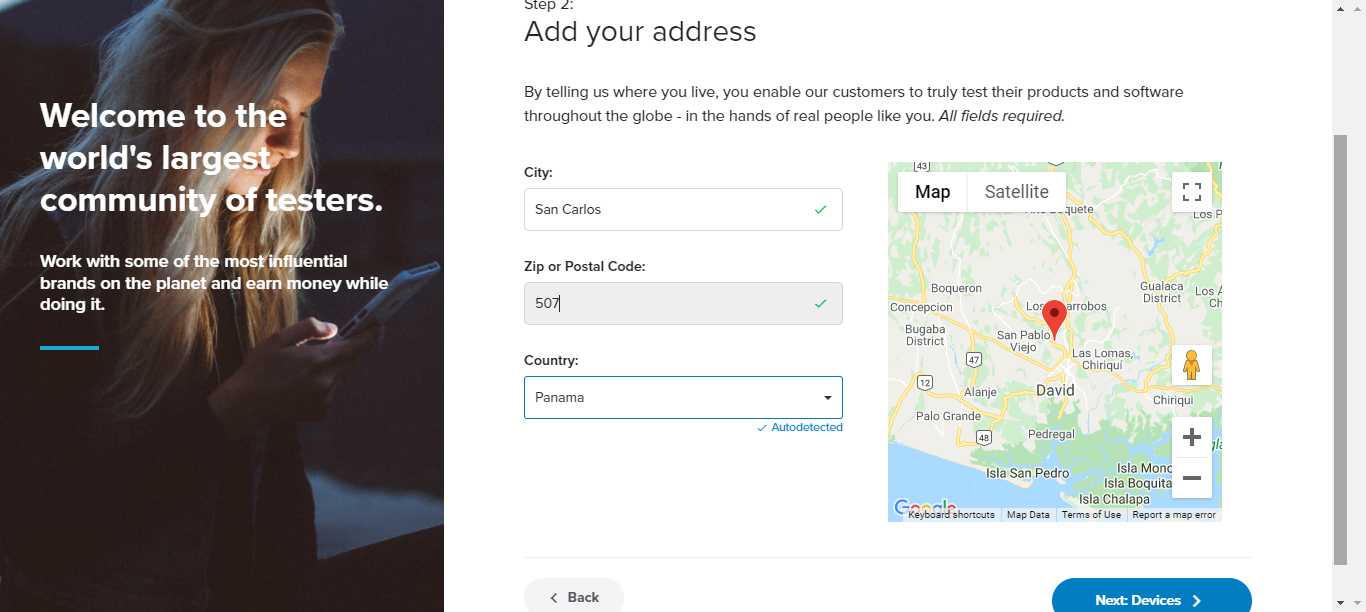 Welcome to the
world's largest
community of testers.
Work with some of the most influential
brands on the planet and earn money while
doing it.
Step 2:
Add your address
By telling us where you live, you enable our customers to truly test their products and software
throughout the globe - in the hands of real people like you. All fields required.
City:
San Carlos
Zip or Postal Code:
507
Country:
Panama
Autodetected
Map
Satellite
43
Los P
Boqueron
Gualaca
District
Los
Concepcion
Bugaba
District
San Pablo
Viejo
47
Las Lomas,
Chiriquí
12
Alanje
David
Chiriqui
Palo Grande
48
Pedregal
Isla San Pedro
Isla Mono
Isla Boquita
Isla Chalapa
Google
Keyboard shortcuts
Map Data
Terms of Use
Report a map error
Back
Next: Devices